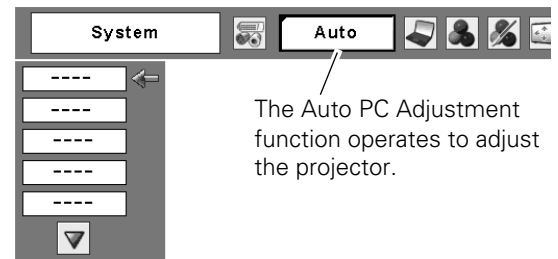 System
Auto
----
----
----
----
----
The Auto PC Adjustment
function operates to adjust
the projector.